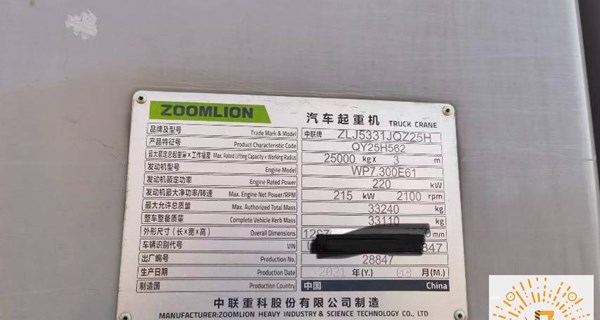 ZOOMLION 汽车起重机 TRUCK CRANE
品牌及型号 Trade Mark & Model 中联牌 ZLJ5331JQZ25H
产品特征号 Product Characteristic Code QY25H562
最大额定总起重量×工作幅度 Max. Rated Lifting Capacity × Working Radius 25000 kg× 3 m
发动机型号 Engine Model WP7.300E61
发动机额定功率 Engine Rated Power 220 kW
发动机最大净功率/转速 Max. Engine Net Power/RPM 215 kW 2100 rpm
最大允许总质量 Max. Authorized Total Mass 33240 kg
整车整备质量 Complete Vehicle Kerb Mass 33110 kg
外形尺寸（长×宽×高） Overall Dimensions mm
车辆识别代号 VIN 847
出厂编号 Production No. 28847
生产日期 Production Date 2021 年(Y.) 03 月(M.)
制造国 Production Country 中国 China
中联重科股份有限公司制造
MANUFACTURER:ZOOMLION HEAVY INDUSTRY & SCIENCE TECHNOLOGY CO., LTD